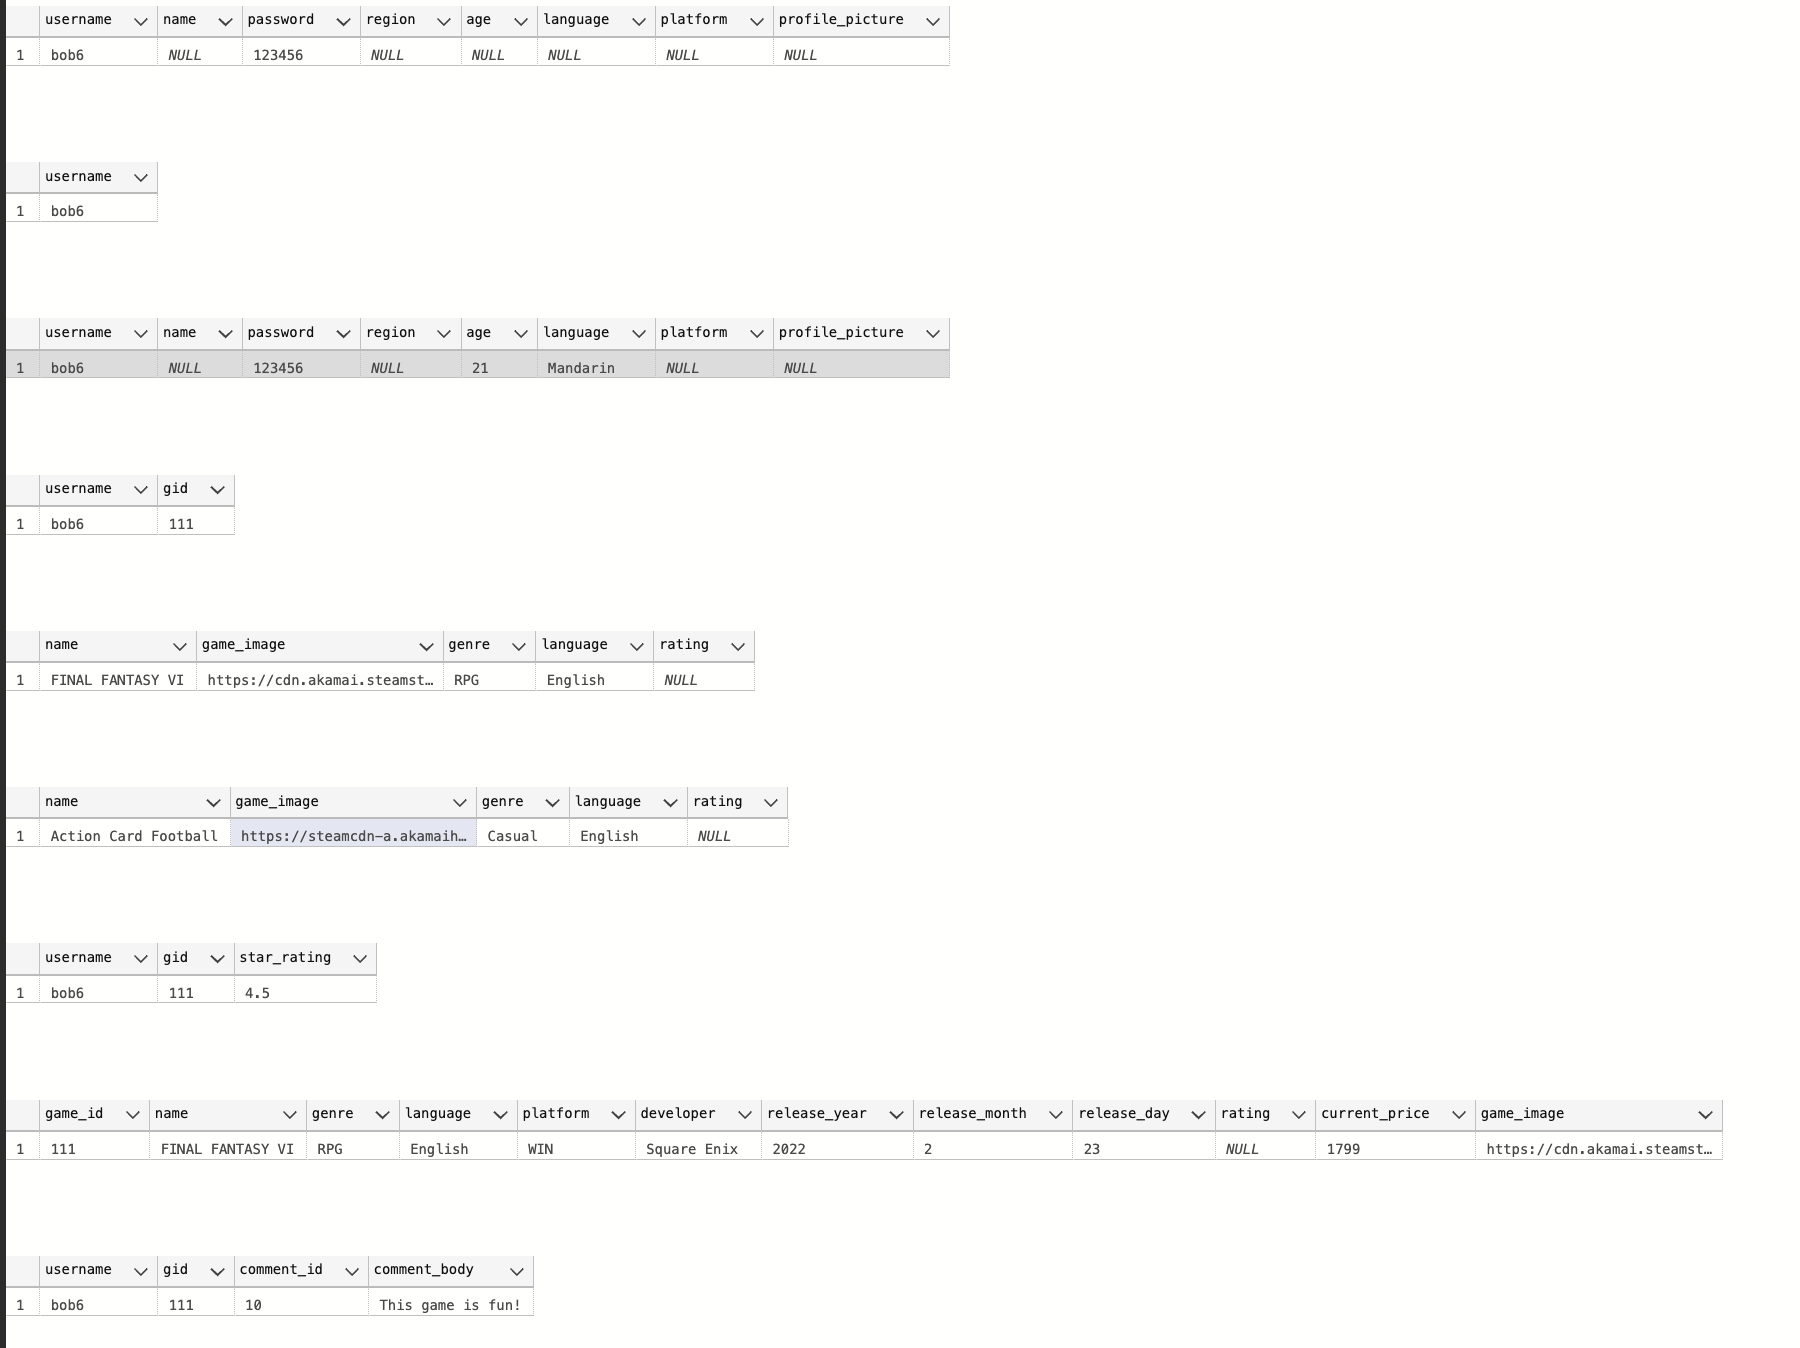 username name password region age language platform profile_picture
1 bob6 NULL 123456 NULL NULL NULL NULL NULL
username
1 bob6
username name password region age language platform profile_picture
1 bob6 NULL 123456 NULL 21 Mandarin NULL NULL
username gid
1 bob6 111
name game_image genre language rating
1 FINAL FANTASY VI https://cdn.akamai.steamst… RPG English NULL
name game_image genre language rating
1 Action Card Football https://steamcdn-a.akamaih… Casual English NULL
username gid star_rating
1 bob6 111 4.5
game_id name genre language platform developer release_year release_month release_day rating current_price game_image
1 111 FINAL FANTASY VI RPG English WIN Square Enix 2022 2 23 NULL 1799 https://cdn.akamai.steamst…
username gid comment_id comment_body
1 bob6 111 10 This game is fun!